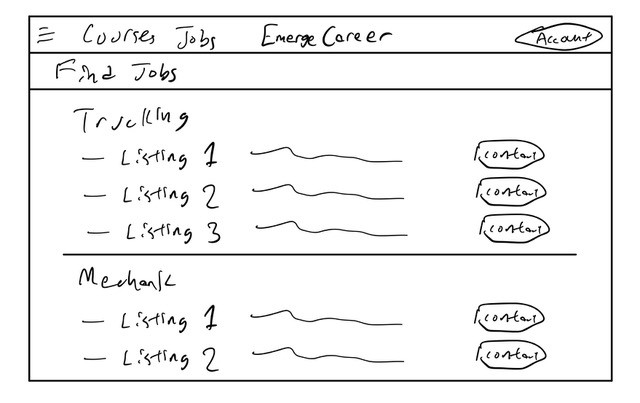 Courses Jobs Emerge Career Account
Find Jobs
Trucking
– Listing 1 contact
– Listing 2 contact
– Listing 3 contact
Mechanic
– Listing 1 contact
– Listing 2 contact